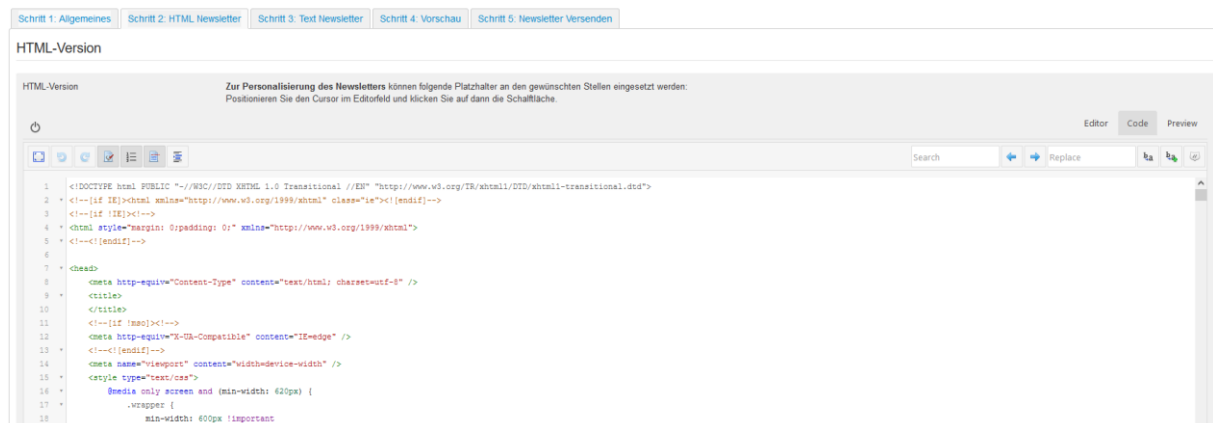 Schritt 1: Allgemeines Schritt 2: HTML Newsletter Schritt 3: Text Newsletter Schritt 4: Vorschau Schritt 5: Newsletter Versenden
HTML-Version
HTML-Version Zur Personalisierung des Newsletters können folgende Platzhalter an den gewünschten Stellen eingesetzt werden:
Positionieren Sie den Cursor im Editorfeld und klicken Sie auf dann die Schaltfläche.
Editor Code Preview
Search Replace
1 <!DOCTYPE html PUBLIC "-//W3C//DTD XHTML 1.0 Transitional //EN" "http://www.w3.org/TR/xhtml1/DTD/xhtml1-transitional.dtd">
2 <!--[if IE]><html xmlns="http://www.w3.org/1999/xhtml" class="ie"><![endif]-->
3 <!--[if !IE]><!-->
4 <html style="margin: 0;padding: 0;" xmlns="http://www.w3.org/1999/xhtml">
5 <!--<![endif]-->
6
7 <head>
8 <meta http-equiv="Content-Type" content="text/html; charset=utf-8" />
9 <title>
10 </title>
11 <!--[if !mso]><!-->
12 <meta http-equiv="X-UA-Compatible" content="IE=edge" />
13 <!--<![endif]-->
14 <meta name="viewport" content="width=device-width" />
15 <style type="text/css">
16 @media only screen and (min-width: 620px) {
17 .wrapper {
18 min-width: 600px !important